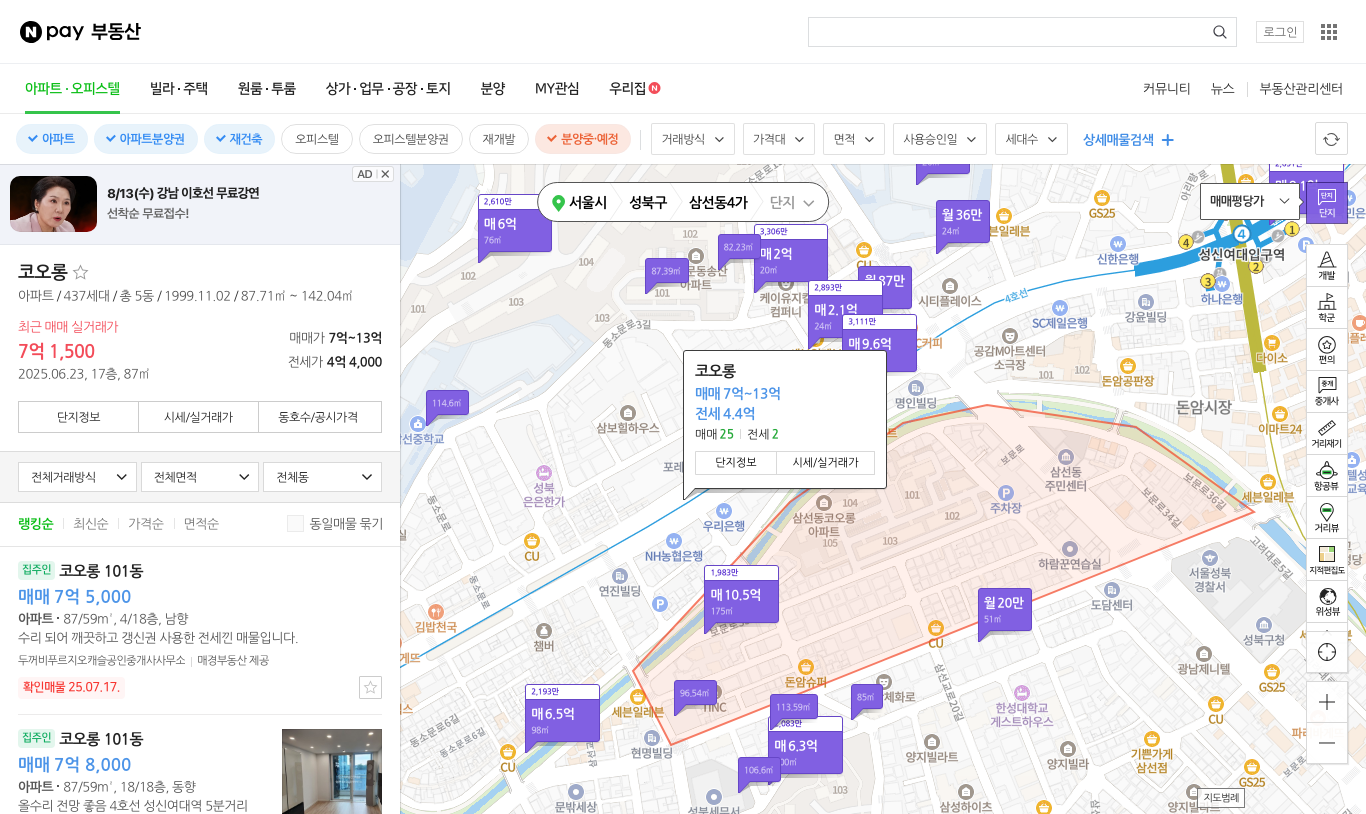 N pay 부동산
로그인
아파트·오피스텔
빌라·주택
원룸·투룸
상가·업무·공장·토지
분양
MY관심
우리집 N
커뮤니티
뉴스
부동산관리센터
아파트
아파트분양권
재건축
오피스텔
오피스텔분양권
재개발
분양중·예정
거래방식
가격대
면적
사용승인일
세대수
상세매물검색
AD
8/13(수) 강남 이호선 무료강연
선착순 무료접수!
코오롱
아파트 / 437세대 / 총 5동 / 1999.11.02 / 87.71㎡ ~ 142.04㎡
최근 매매 실거래가
7억 1,500
2025.06.23, 17층, 87㎡
매매가 7억~13억
전세가 4억 4,000
단지정보
시세/실거래가
동호수/공시가격
전체거래방식
전체면적
전체동
랭킹순
최신순
가격순
면적순
동일매물 묶기
집주인 코오롱 101동
매매 7억 5,000
아파트 · 87/59㎡, 4/18층, 남향
수리 되어 깨끗하고 갱신권 사용한 전세낀 매물입니다.
두꺼비푸르지오캐슬공인중개사사무소 | 매경부동산 제공
확인매물 25.07.17.
집주인 코오롱 101동
매매 7억 8,000
아파트 · 87/59㎡, 18/18층, 동향
올수리 전망 좋음 4호선 성신여대역 5분거리
서울시
성북구
삼선동4가
단지
2,610만
매6억
76㎡
3,306만
매2억
20㎡
82,23㎡
87,39㎡
2,893만
매2.1억
24㎡
3,111만
매9.6억
월87만
월36만
24㎡
114.6㎡
코오롱
매매 7억~13억
전세 4.4억
매매 25
전세 2
단지정보
시세/실거래가
1,983만
매10.5억
175㎡
월20만
51㎡
2,193만
매6.5억
98㎡
96,54㎡
113,59㎡
85㎡
매6.3억
106.6㎡
매매평당가
단지
단지
개발
학군
편의
중개
중개사
거리재기
항공뷰
거리뷰
지적편집도
위성뷰
지도범례
성신여대입구역
4
4
1
2
3
4호선
GS25
신한은행
하나은행
시티플레이스
강윤빌딩
SC제일은행
공감M아트센터
소극장
돈암공판장
다이소
명인빌딩
돈암시장
이마트24
삼보힐하우스
성북
은은한가
CU
동소문로3길
동소문로
보문로
보문로34길
보문로36길
삼선동
주민센터
주차장
삼선동코오롱
아파트
우리은행
NH농협은행
연진빌딩
하람꾼연습실
서울성북
경찰서
도담센터
성북구청
고려대로5길
세븐일레븐
김밥천국
챔버
세븐일레븐
현명빌딩
돈암슈퍼
CU
한성대학교
게스트하우스
광남제니텔
GS25
CU
삼선교로20길
양지빌라
양지빌라
기쁜가게
삼선점
GS25
CU
동소문로6길
동소문로6길
문밖세상
성북세무서
삼성하이츠
케이유지컴
컴퍼니
102
104
103
101
102
103
101
101
102
104
101
102
103
105
103